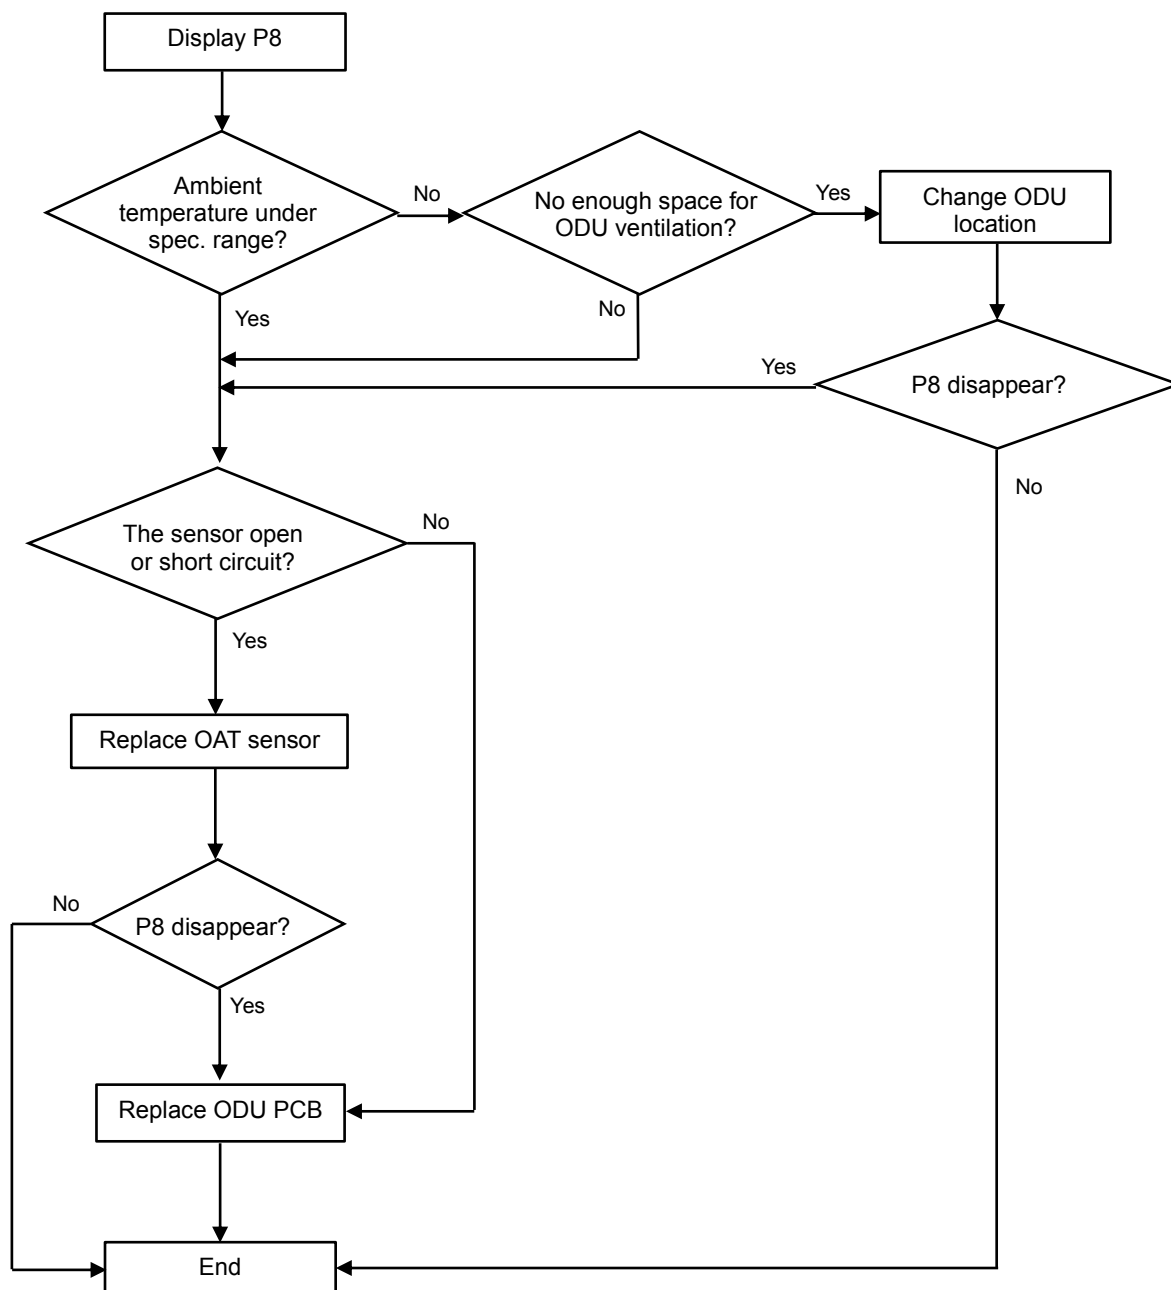 Display P8
Ambient
temperature under
spec. range?
No
No enough space for
ODU ventilation?
Yes
Change ODU
location
Yes
No
Yes
P8 disappear?
No
The sensor open
or short circuit?
No
Yes
Replace OAT sensor
No
P8 disappear?
Yes
Replace ODU PCB
End